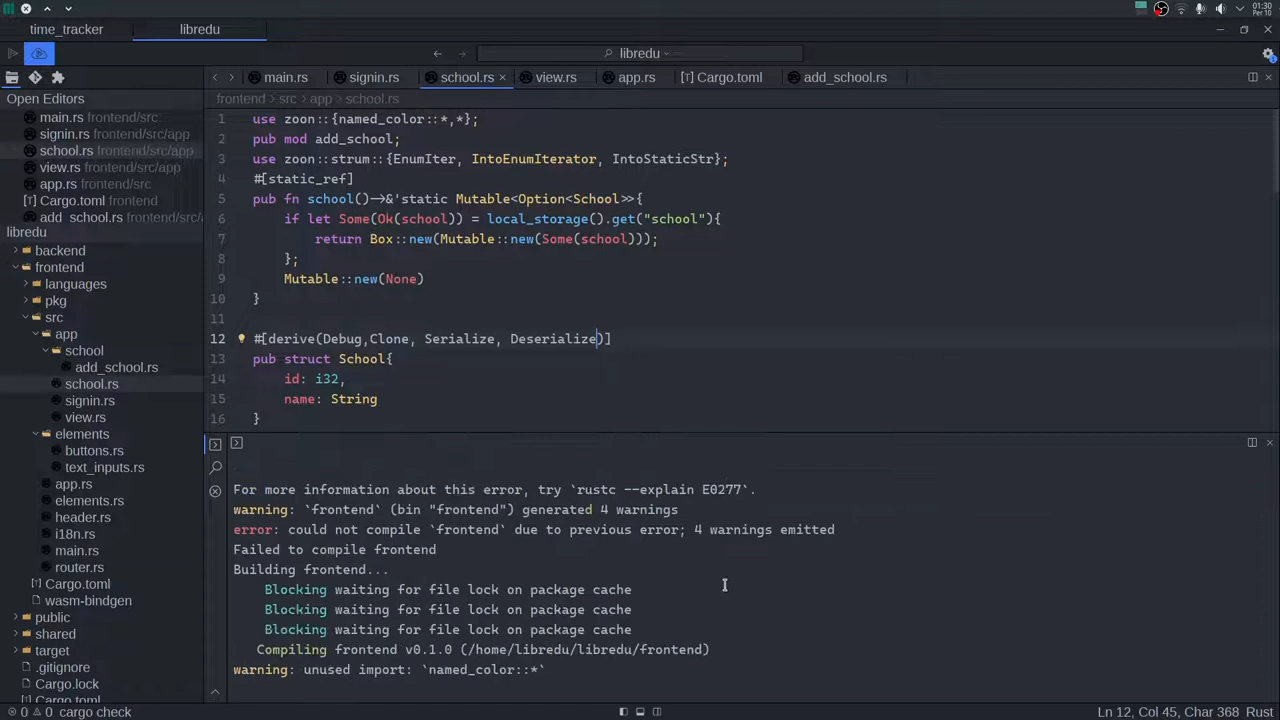 01:30
Per 10
time_tracker
libredu
libredu
main.rs
signin.rs
school.rs
view.rs
app.rs
Cargo.toml
add_school.rs
Open Editors
frontend › src › app › school.rs
main.rs frontend/src
signin.rs frontend/src/app
school.rs frontend/src/app
view.rs frontend/src/app
app.rs frontend/src
Cargo.toml frontend
add_school.rs frontend/src/
libredu
backend
frontend
languages
pkg
src
app
school
add_school.rs
school.rs
signin.rs
view.rs
elements
buttons.rs
text_inputs.rs
app.rs
elements.rs
header.rs
i18n.rs
main.rs
router.rs
Cargo.toml
wasm-bindgen
public
shared
target
.gitignore
Cargo.lock
Cargo.toml
1 use zoon::{named_color::*,*};
2 pub mod add_school;
3 use zoon::strum::{EnumIter, IntoEnumIterator, IntoStaticStr};
4 #[static_ref]
5 pub fn school()->&'static Mutable<Option<School>>{
6 if let Some(Ok(school)) = local_storage().get("school"){
7 return Box::new(Mutable::new(Some(school)));
8 };
9 Mutable::new(None)
10 }
11
12 #[derive(Debug,Clone, Serialize, Deserialize)]
13 pub struct School{
14 id: i32,
15 name: String
16 }
For more information about this error, try `rustc --explain E0277`.
warning: `frontend` (bin "frontend") generated 4 warnings
error: could not compile `frontend` due to previous error; 4 warnings emitted
Failed to compile frontend
Building frontend...
Blocking waiting for file lock on package cache
Blocking waiting for file lock on package cache
Blocking waiting for file lock on package cache
Compiling frontend v0.1.0 (/home/libredu/libredu/frontend)
warning: unused import: `named_color::*`
0 0 cargo check
Ln 12, Col 45, Char 368 Rust